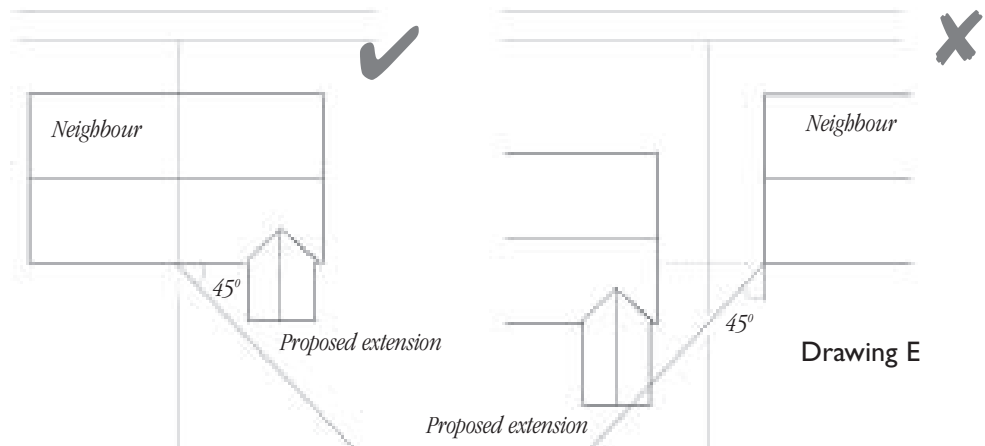 Neighbour
45º
Proposed extension
Neighbour
45º
Drawing E
Proposed extension